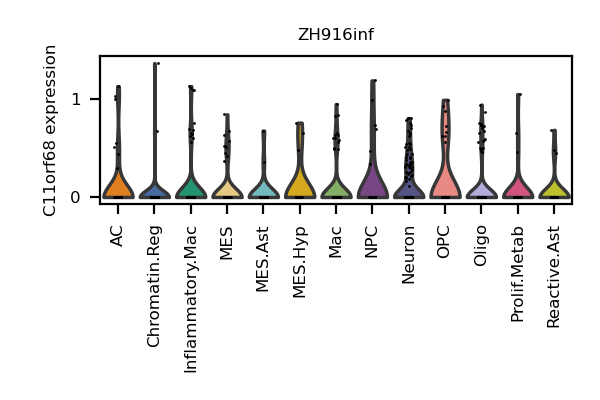 ZH916inf
C11orf68 expression
1
0
AC
Chromatin.Reg
Inflammatory.Mac
MES
MES.Ast
MES.Hyp
Mac
NPC
Neuron
OPC
Oligo
Prolif.Metab
Reactive.Ast